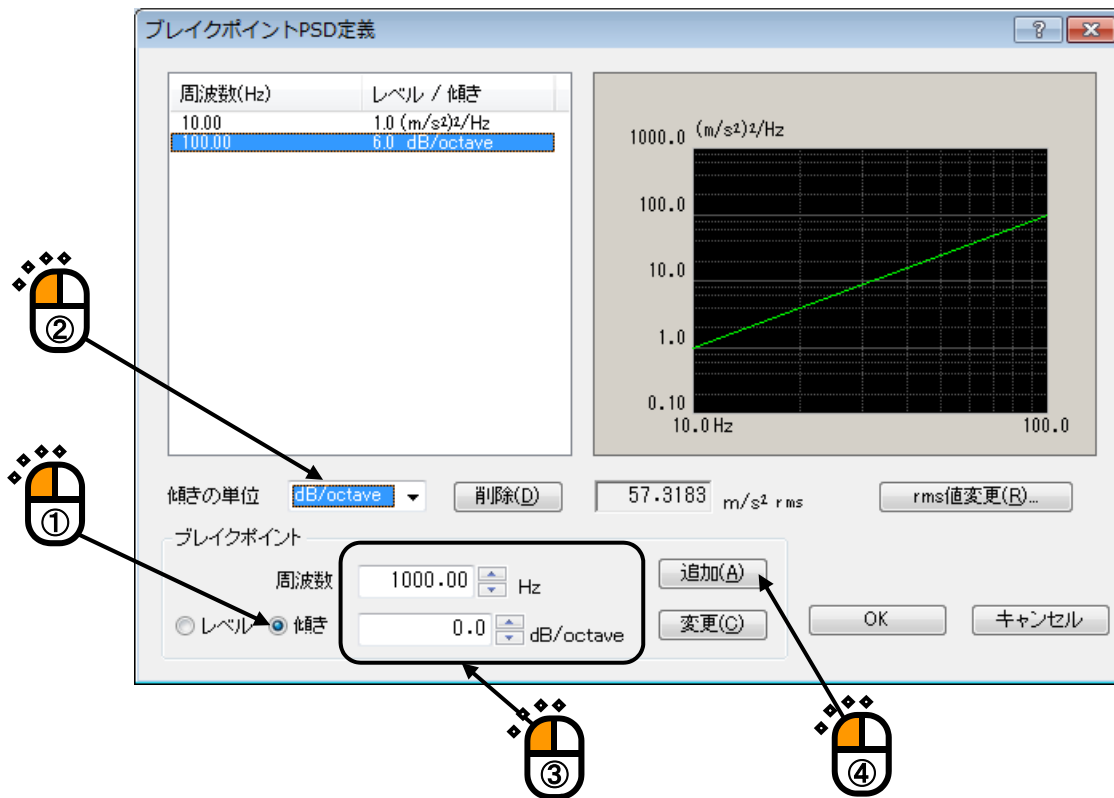 ブレイクポイントPSD定義
周波数(Hz) レベル / 傾き
10.00 1.0 (m/s²)²/Hz
100.00 6.0 dB/octave
1000.0 (m/s²)²/Hz
100.0
10.0
1.0
0.10
10.0 Hz 100.0
②
①
傾きの単位 dB/octave 削除(D) 57.3183 m/s² rms rms値変更(R)...
ブレイクポイント
周波数 1000.00 Hz 追加(A)
レベル 傾き 0.0 dB/octave 変更(C) OK キャンセル
③ ④